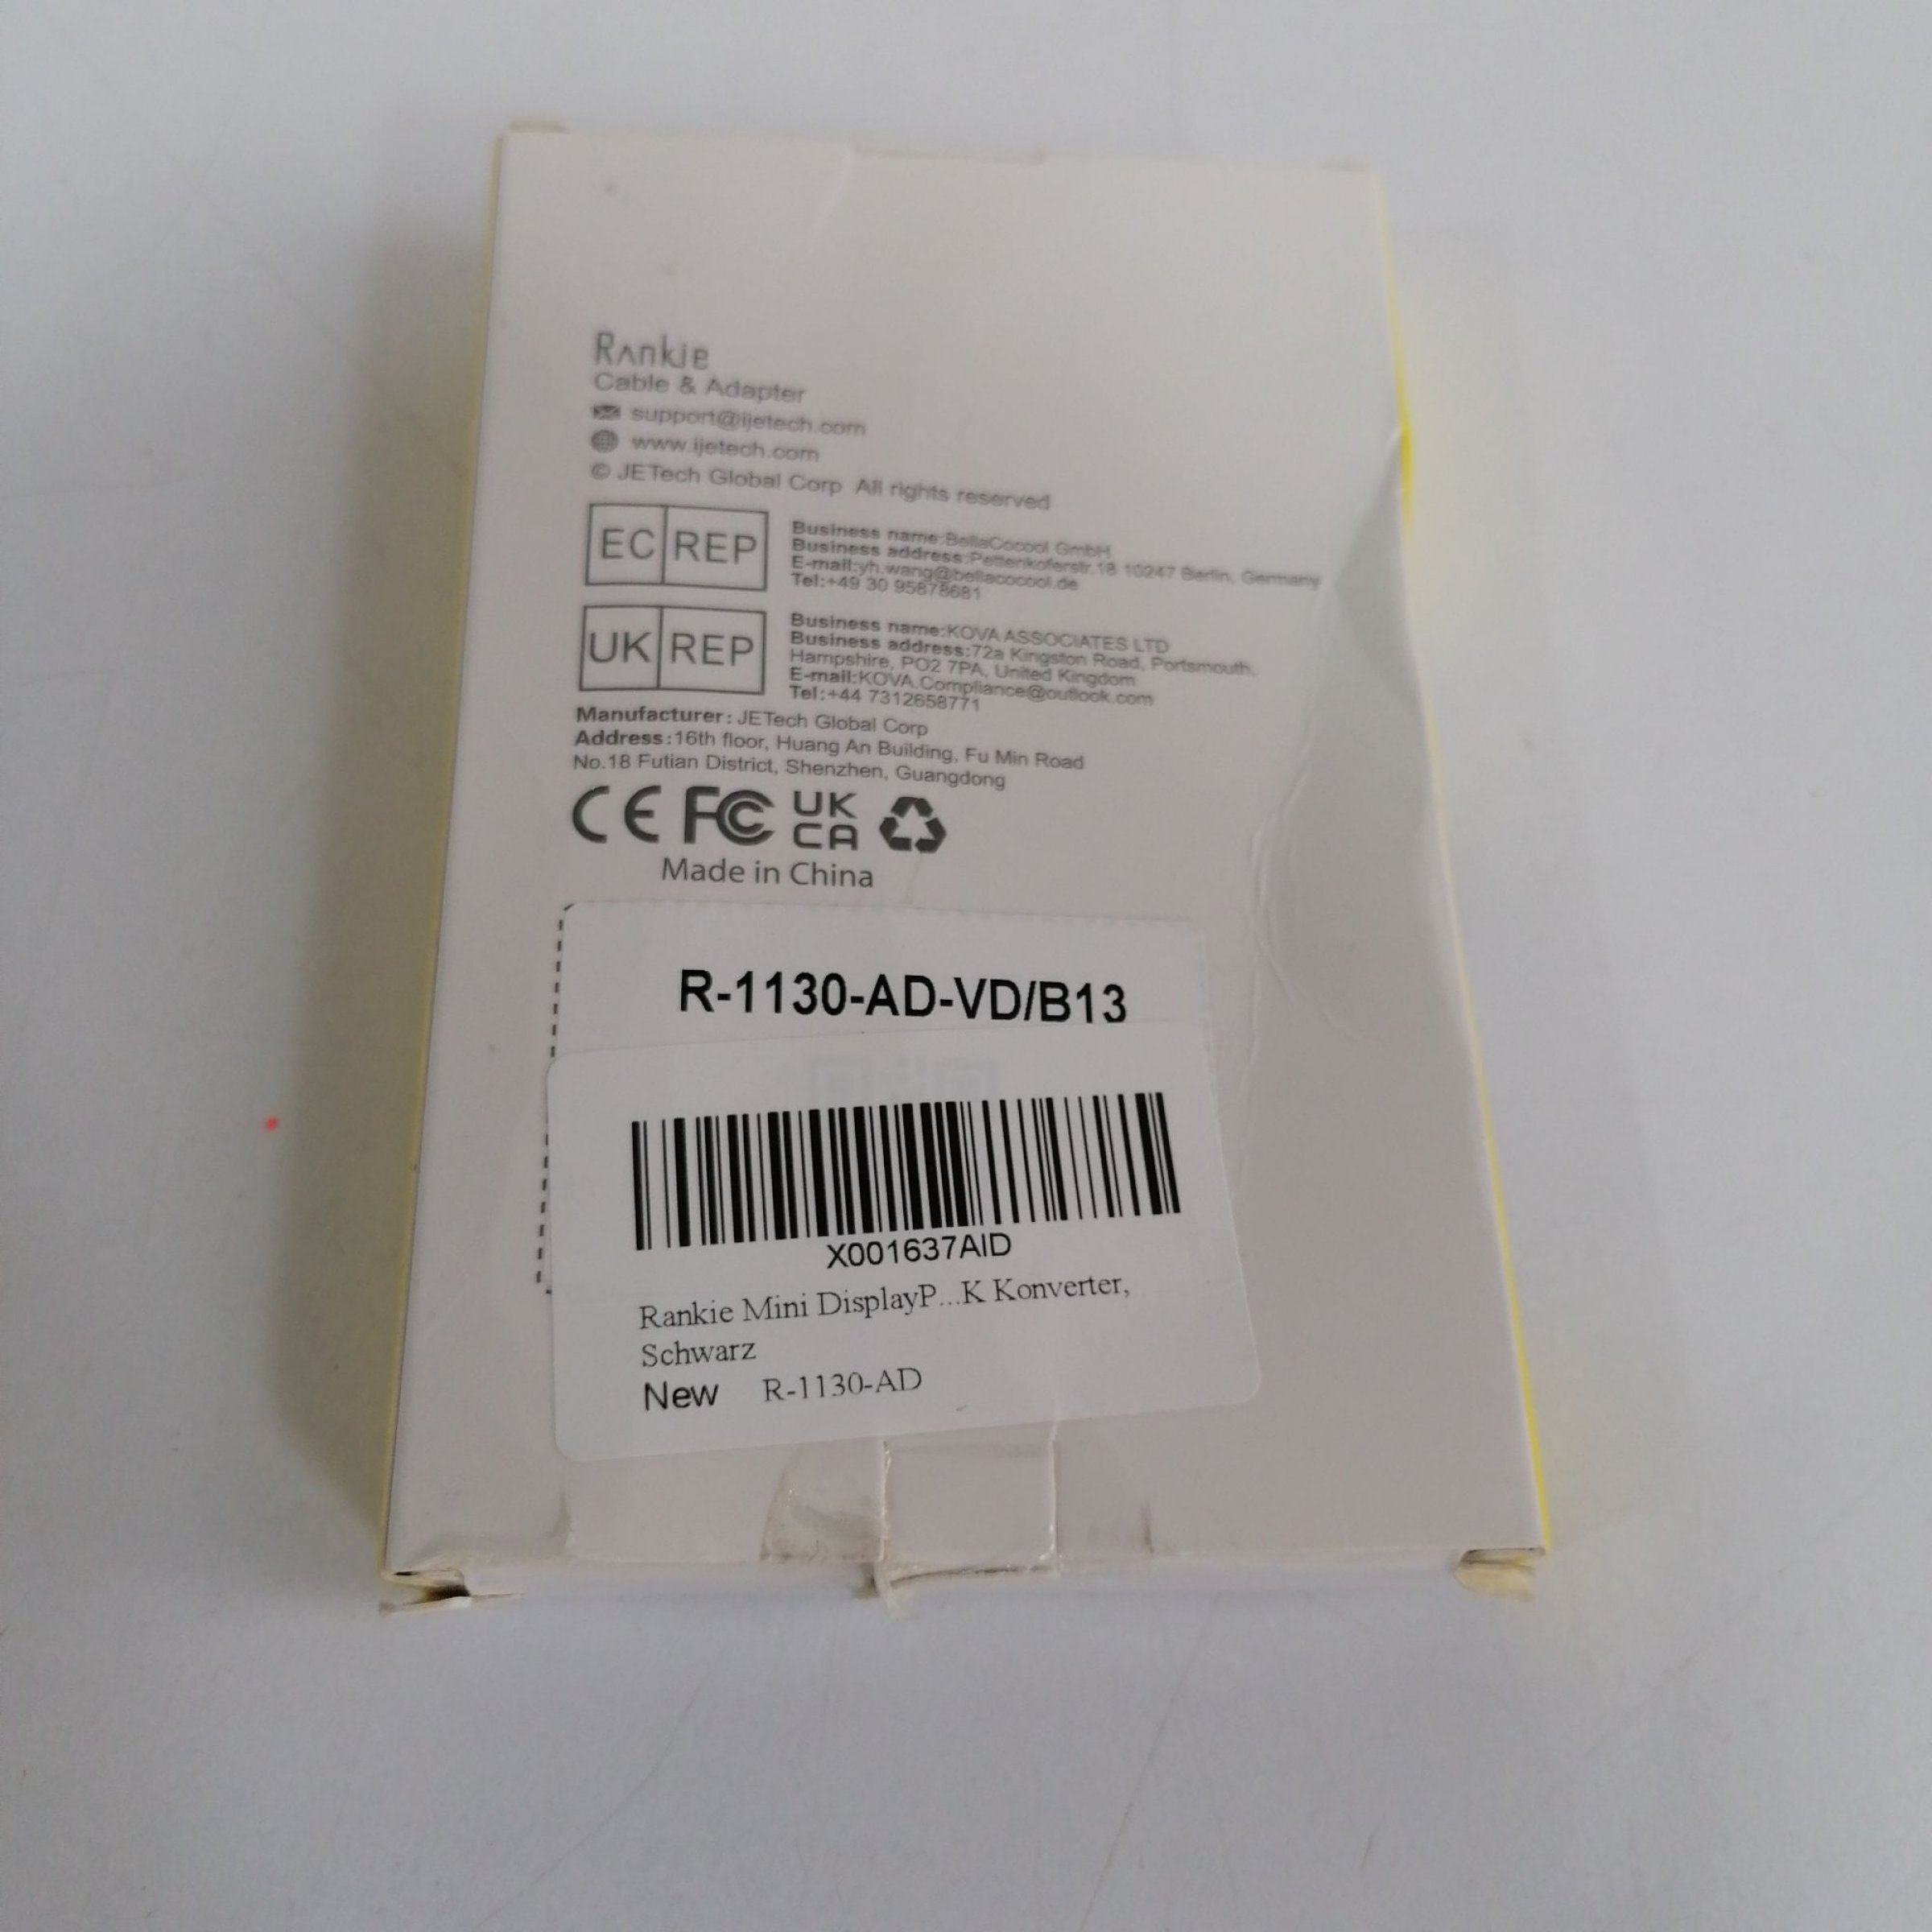 Rankie
Cable & Adapter
support@ijetech.com
www.ijetech.com
© JETech Global Corp All rights reserved
EC REP
Business name:BellaCocool GmbH
Business address:Pettenkoferstr.18 10247 Berlin, Germany
E-mail:yh.wang@bellacocool.de
Tel:+49 30 95878681
UK REP
Business name:KOVA ASSOCIATES LTD
Business address:72a Kingston Road, Portsmouth,
Hampshire, PO2 7PA, United Kingdom
E-mail:KOVA.Compliance@outlook.com
Tel:+44 7312658771
Manufacturer: JETech Global Corp
Address:16th floor, Huang An Building, Fu Min Road
No.18 Futian District, Shenzhen, Guangdong
CE FC UK
CA
Made in China
R-1130-AD-VD/B13
X001637AID
Rankie Mini DisplayP...K Konverter,
Schwarz
New R-1130-AD